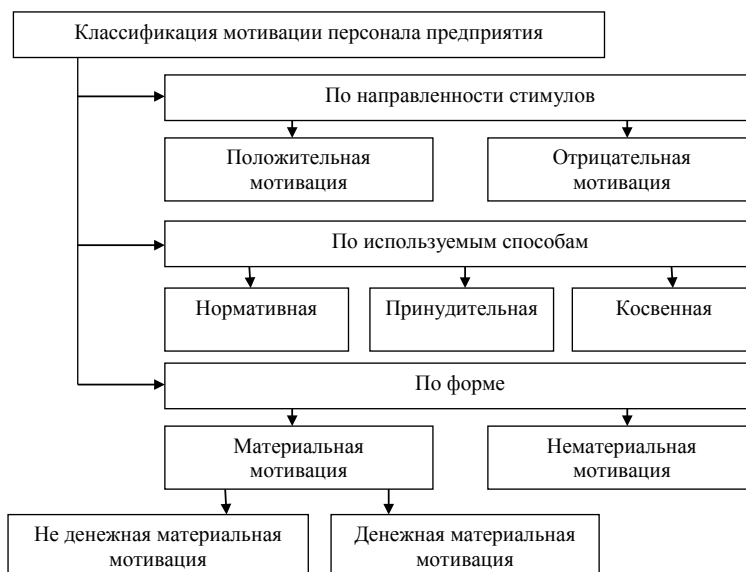 Классификация мотивации персонала предприятия
По направленности стимулов
Положительная
мотивация
Отрицательная
мотивация
По используемым способам
Нормативная
Принудительная
Косвенная
По форме
Материальная
мотивация
Нематериальная
мотивация
Не денежная материальная
мотивация
Денежная материальная
мотивация